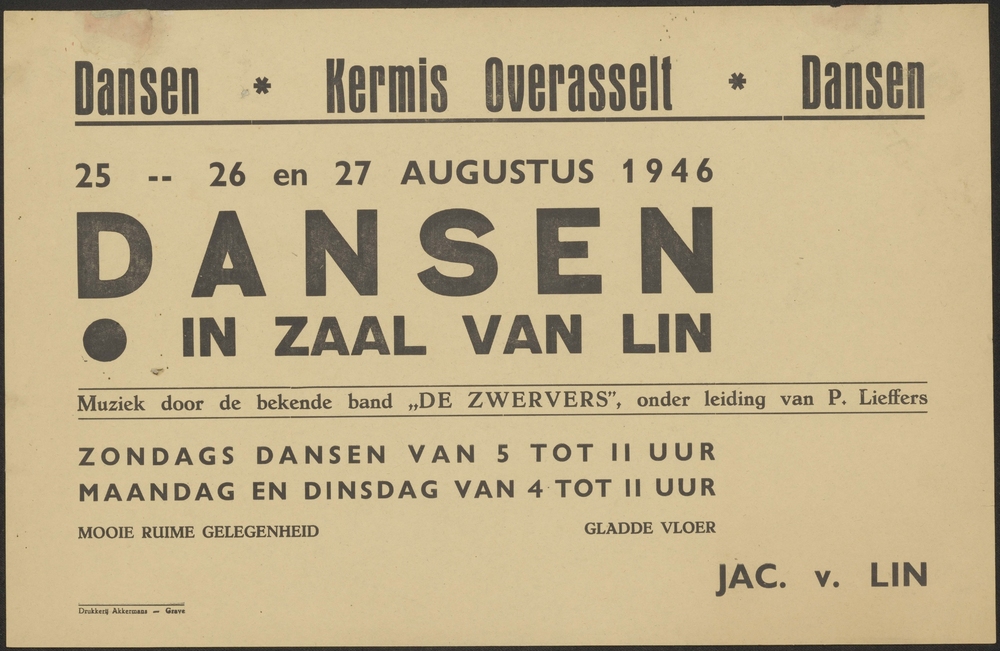 Dansen * Kermis Overasselt * Dansen
25 -- 26 en 27 AUGUSTUS 1946
DANSEN
● IN ZAAL VAN LIN
Muziek door de bekende band „DE ZWERVERS”, onder leiding van P. Lieffers
ZONDAGS DANSEN VAN 5 TOT 11 UUR
MAANDAG EN DINSDAG VAN 4 TOT 11 UUR
MOOIE RUIME GELEGENHEID GLADDE VLOER
JAC. v. LIN
Drukkerij Akkermans — Grave